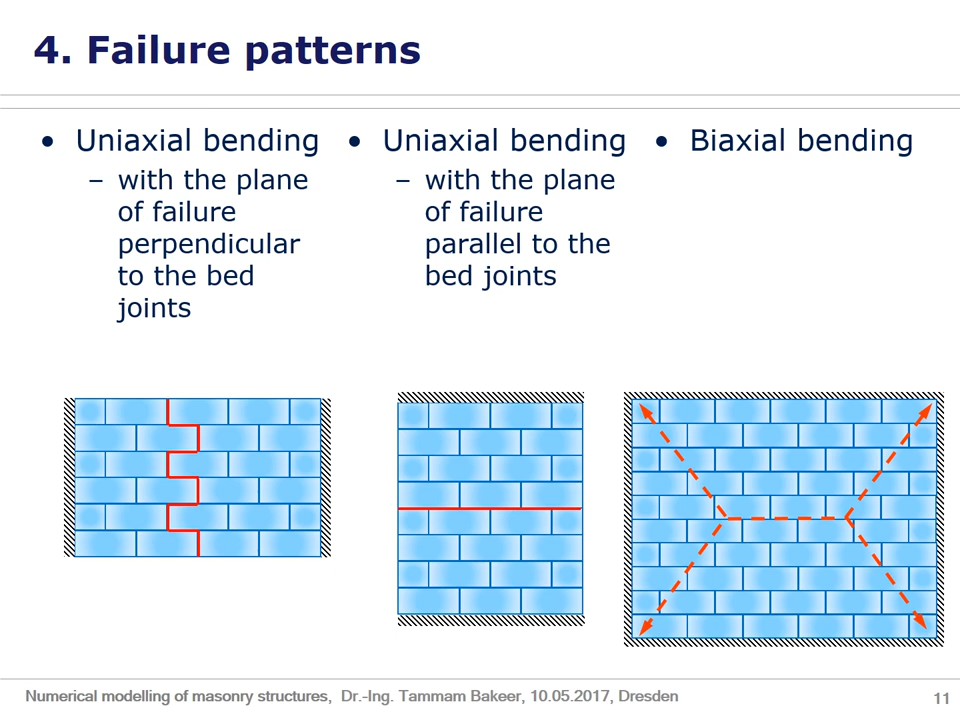 4. Failure patterns
• Uniaxial bending
– with the plane
of failure
perpendicular
to the bed
joints
• Uniaxial bending
– with the plane
of failure
parallel to the
bed joints
• Biaxial bending
Numerical modelling of masonry structures, Dr.-Ing. Tammam Bakeer, 10.05.2017, Dresden
11